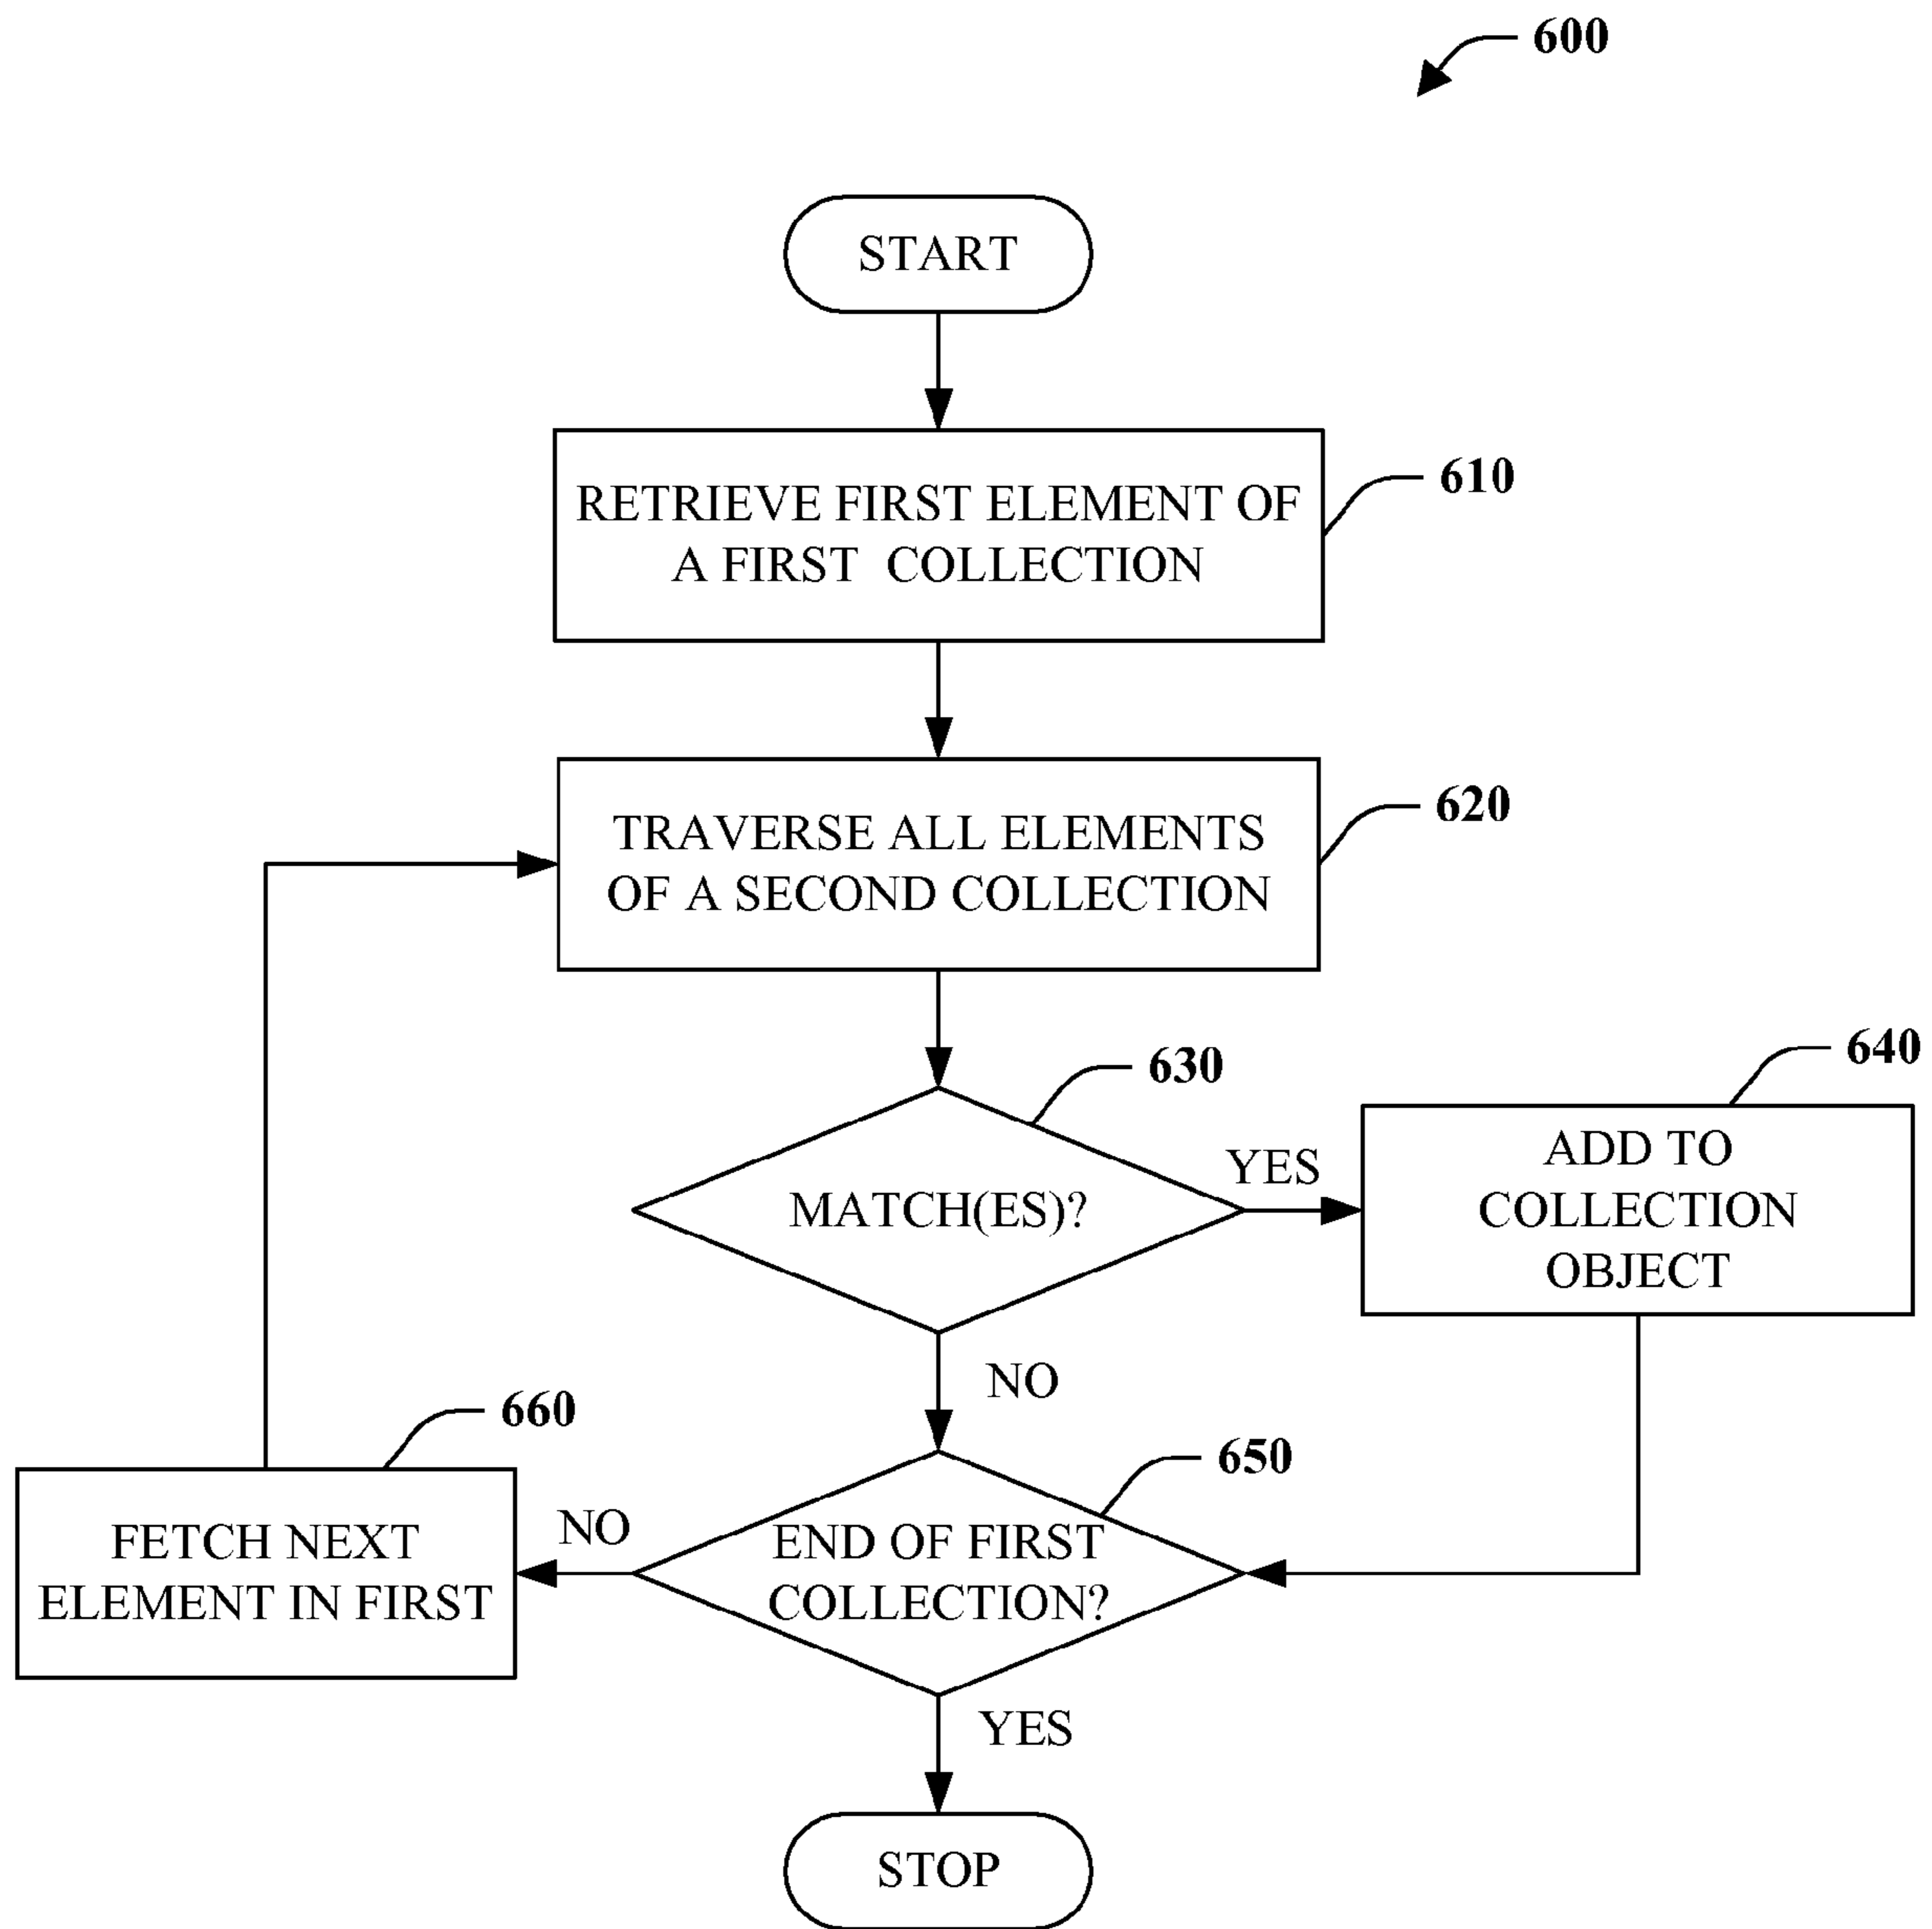 600
START
RETRIEVE FIRST ELEMENT OF
A FIRST COLLECTION
610
TRAVERSE ALL ELEMENTS
OF A SECOND COLLECTION
620
630
MATCH(ES)?
YES
640
ADD TO
COLLECTION
OBJECT
NO
660
FETCH NEXT
ELEMENT IN FIRST
NO
650
END OF FIRST
COLLECTION?
YES
STOP